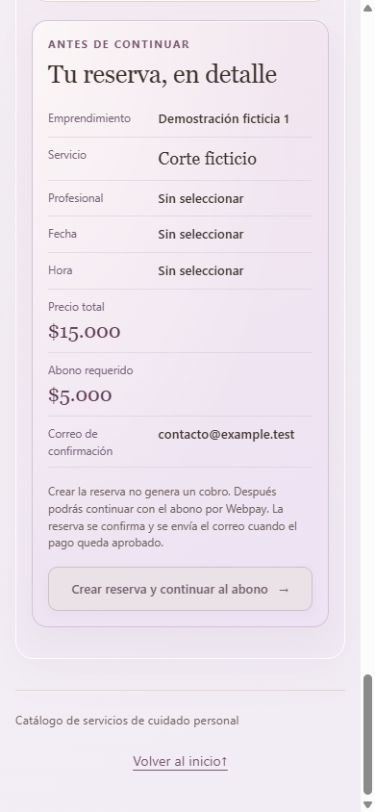 ANTES DE CONTINUAR
Tu reserva, en detalle
Emprendimiento Demostración ficticia 1
Servicio Corte ficticio
Profesional Sin seleccionar
Fecha Sin seleccionar
Hora Sin seleccionar
Precio total
$15.000
Abono requerido
$5.000
Correo de contacto@example.test
confirmación
Crear la reserva no genera un cobro. Después
podrás continuar con el abono por Webpay. La
reserva se confirma y se envía el correo cuando el
pago queda aprobado.
Crear reserva y continuar al abono →
Catálogo de servicios de cuidado personal
Volver al inicio↑